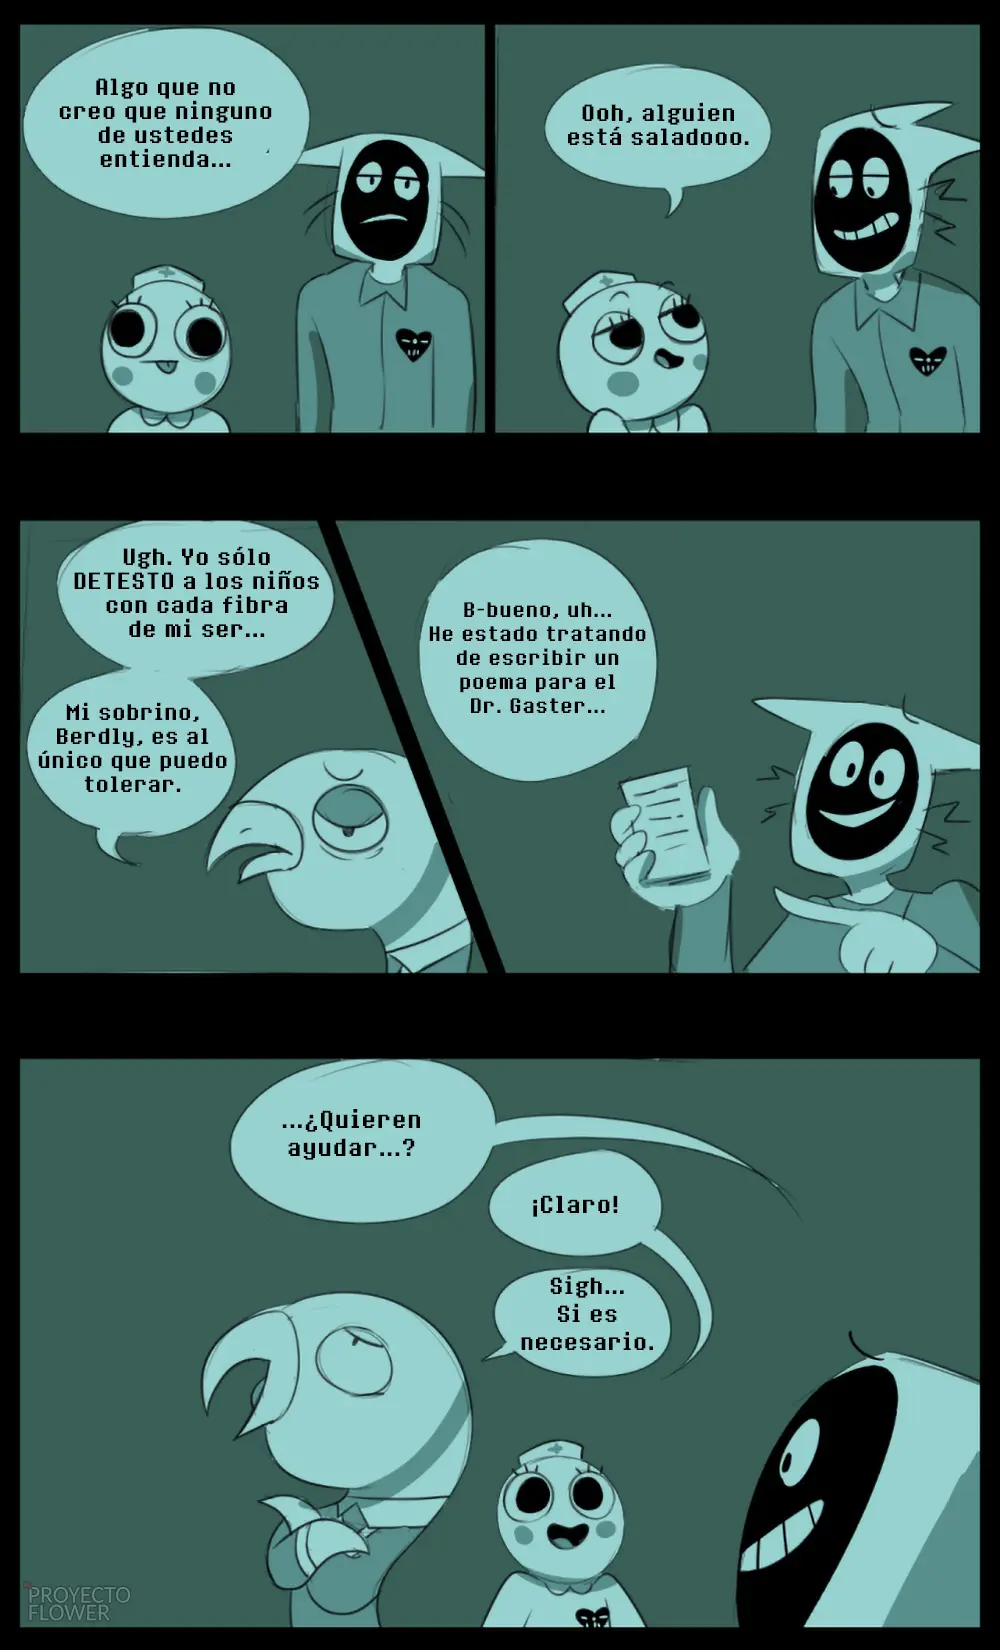 Algo que no
creo que ninguno
de ustedes
entienda...
Ooh, alguien
está saladooo.
Ugh. Yo sólo
DETESTO a los niños
con cada fibra
de mi ser...
Mi sobrino,
Berdly, es al
único que puedo
tolerar.
B-bueno, uh...
He estado tratando
de escribir un
poema para el
Dr. Gaster...
...¿Quieren
ayudar...?
¡Claro!
Sigh...
Si es
necesario.
PROYECTO
FLOWER